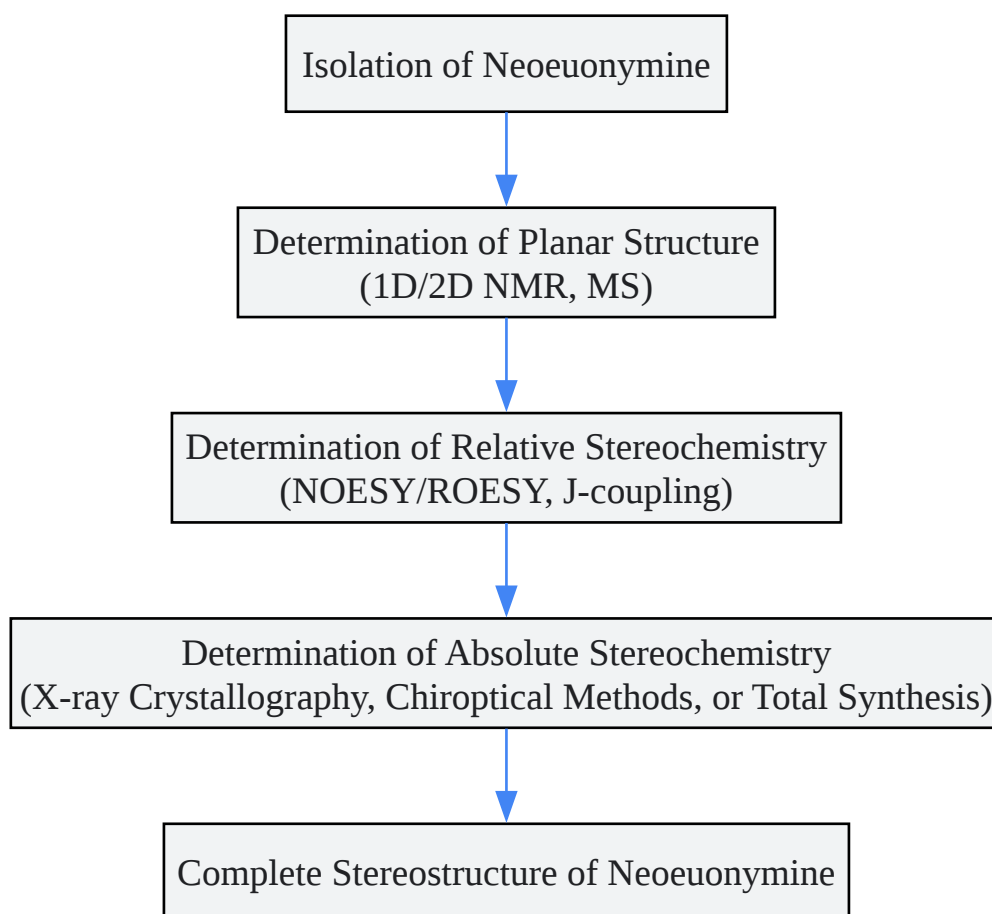 Isolation of Neoeuonymine
Determination of Planar Structure
(1D/2D NMR, MS)
Determination of Relative Stereochemistry
(NOESY/ROESY, J-coupling)
Determination of Absolute Stereochemistry
(X-ray Crystallography, Chiroptical Methods, or Total Synthesis)
Complete Stereostructure of Neoeuonymine